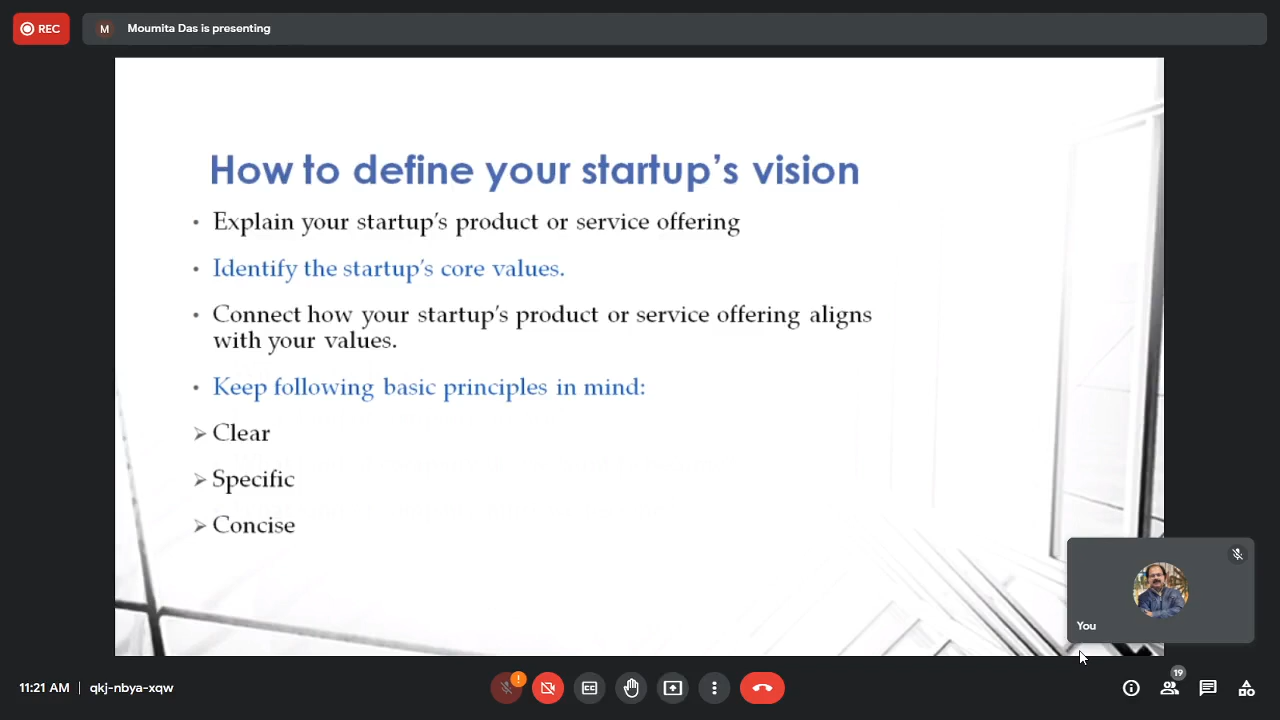 REC
M
Moumita Das is presenting
How to define your startup's vision
• Explain your startup's product or service offering
• Identify the startup's core values.
• Connect how your startup's product or service offering aligns
with your values.
• Keep following basic principles in mind:
➢ Clear
➢ Specific
➢ Concise
You
11:21 AM | qkj-nbya-xqw
19